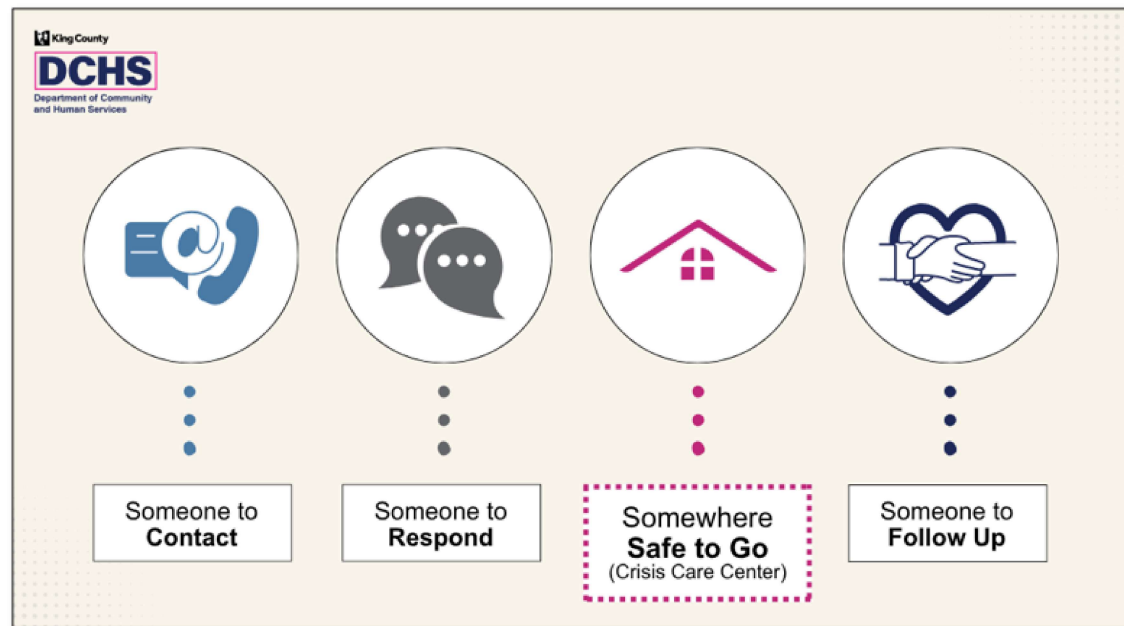 King County
DCHS
Department of Community
and Human Services
@
Someone to
Contact
Someone to
Respond
Somewhere
Safe to Go
(Crisis Care Center)
Someone to
Follow Up